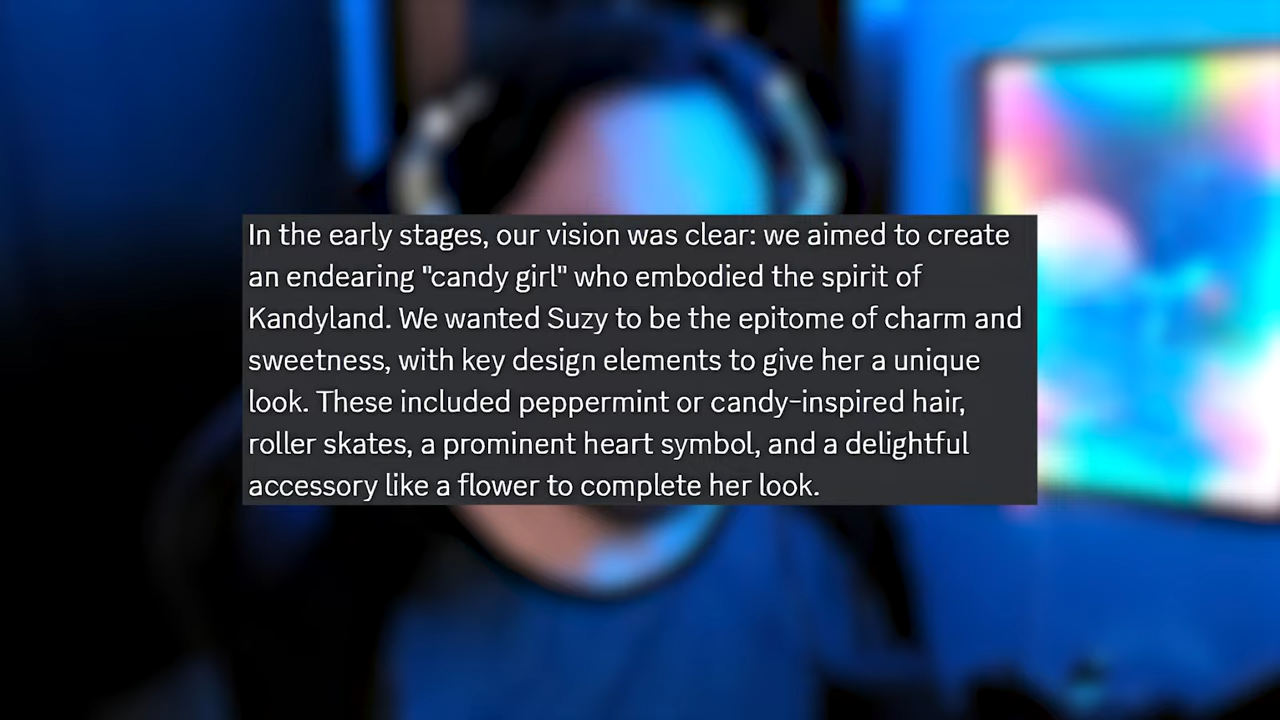 In the early stages, our vision was clear: we aimed to create
an endearing "candy girl" who embodied the spirit of
Kandyland. We wanted Suzy to be the epitome of charm and
sweetness, with key design elements to give her a unique
look. These included peppermint or candy-inspired hair,
roller skates, a prominent heart symbol, and a delightful
accessory like a flower to complete her look.